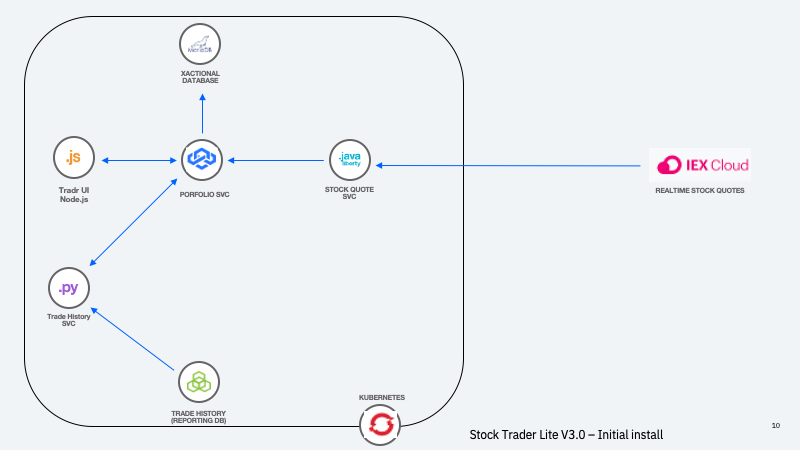 MariaDB
XACTIONAL
DATABASE
.js
Tradr UI
Node.js
PORFOLIO SVC
.java
liberty
STOCK QUOTE
SVC
IEX Cloud
REALTIME STOCK QUOTES
.py
Trade History
SVC
TRADE HISTORY
(REPORTING DB)
KUBERNETES
Stock Trader Lite V3.0 – Initial install
10